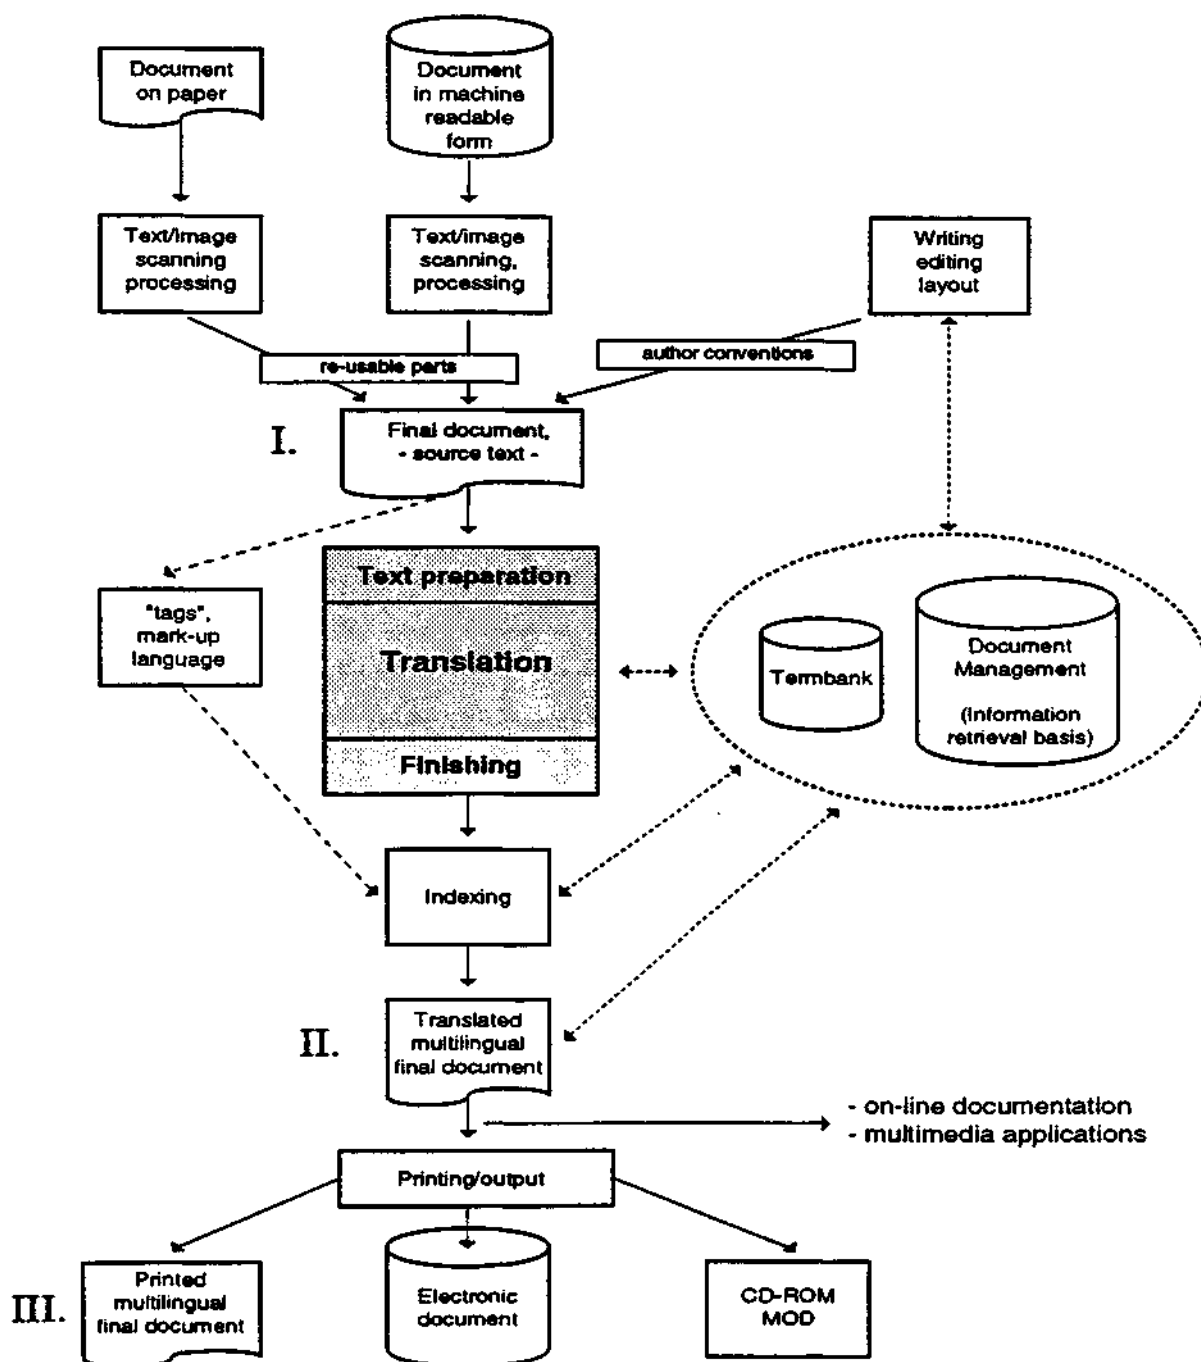 Document
on paper
Document
in machine
readable
form
Text/image
scanning
processing
Text/image
scanning,
processing
Writing
editing
layout
re-usable parts
author conventions
I.
Final document,
- source text -
Text preparation
"tags",
mark-up
language
Translation
Termbank
Document
Management
(Information
retrieval basis)
Finishing
Indexing
II.
Translated
multilingual
final document
- on-line documentation
- multimedia applications
Printing/output
III.
Printed
multilingual
final document
Electronic
document
CD-ROM
MOD